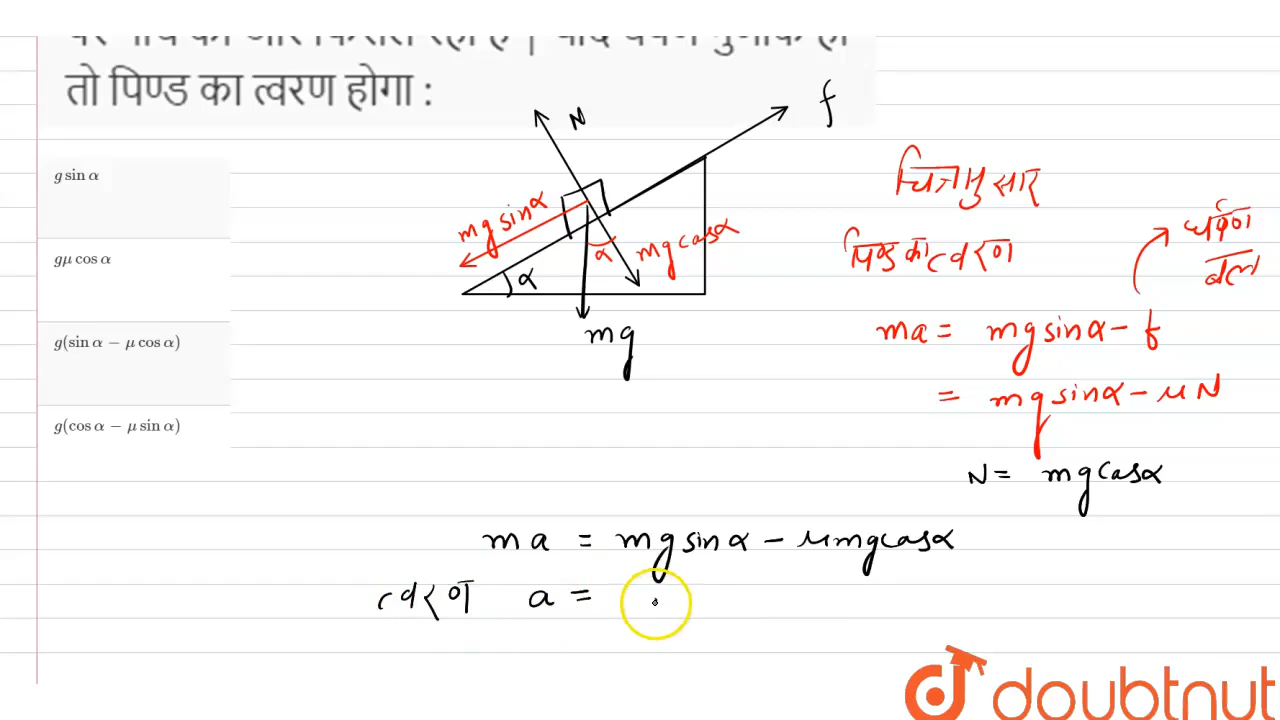 तो पिण्ड का त्वरण होगा :
g sin α
gμ cos α
g(sin α − μ cos α)
g(cos α − μ sin α)
N
f
mg sinα
α
α
mg cosα
mg
चित्रानुसार
पिण्ड का त्वरण
घर्षण
बल
ma = mg sinα − f
= mg sinα − μN
N = mg cosα
ma = mg sinα − μmg cosα
त्वरण a =
doubtnut